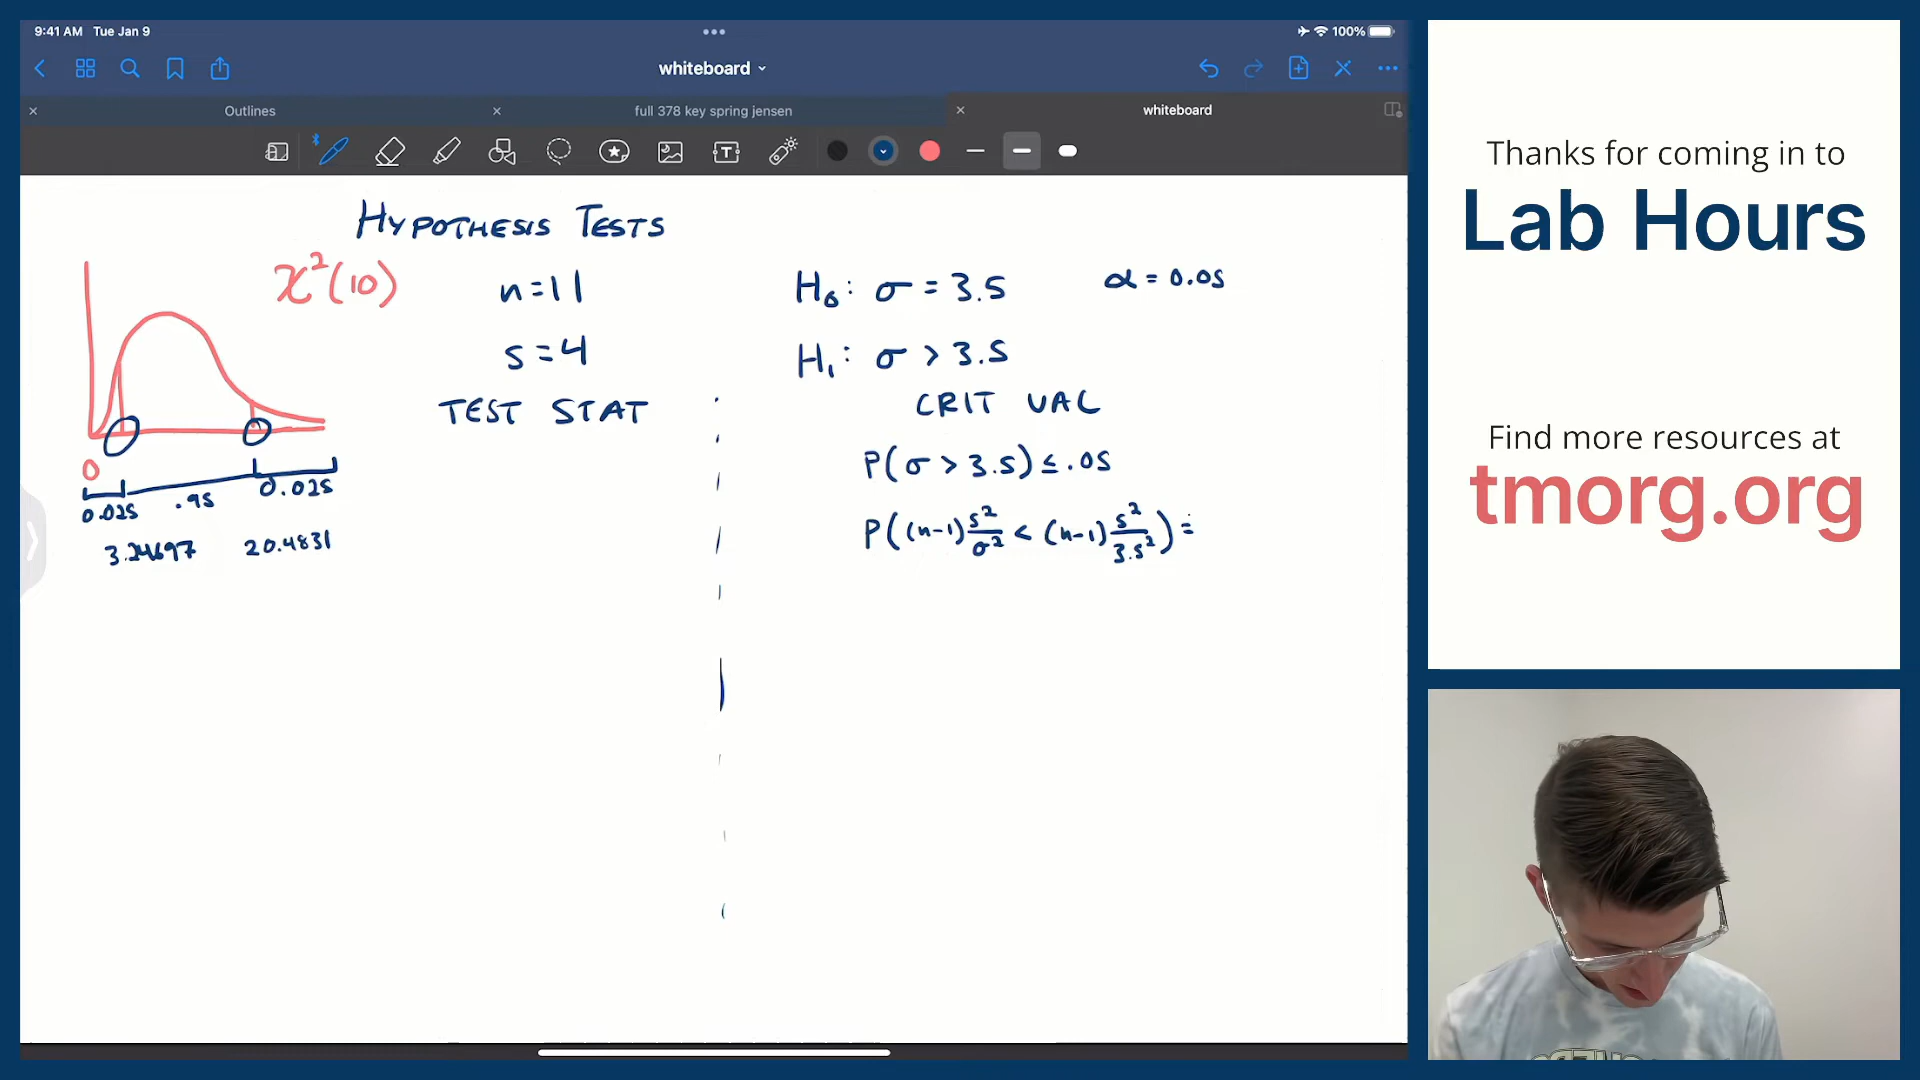 9:41 AM Tue Jan 9
100%
whiteboard
Outlines
full 378 key spring jensen
whiteboard
HYPOTHESIS TESTS
χ²(10)
n=11
s=4
TEST STAT
0
0.025 .95 0.025
3.24697 20.4831
H₀: σ = 3.5
α = 0.05
H₁: σ > 3.5
CRIT VAL
P(σ > 3.5) ≤ .05
P((n-1) s²/σ² < (n-1) s²/3.5²) =
Thanks for coming in to
Lab Hours
Find more resources at
tmorg.org